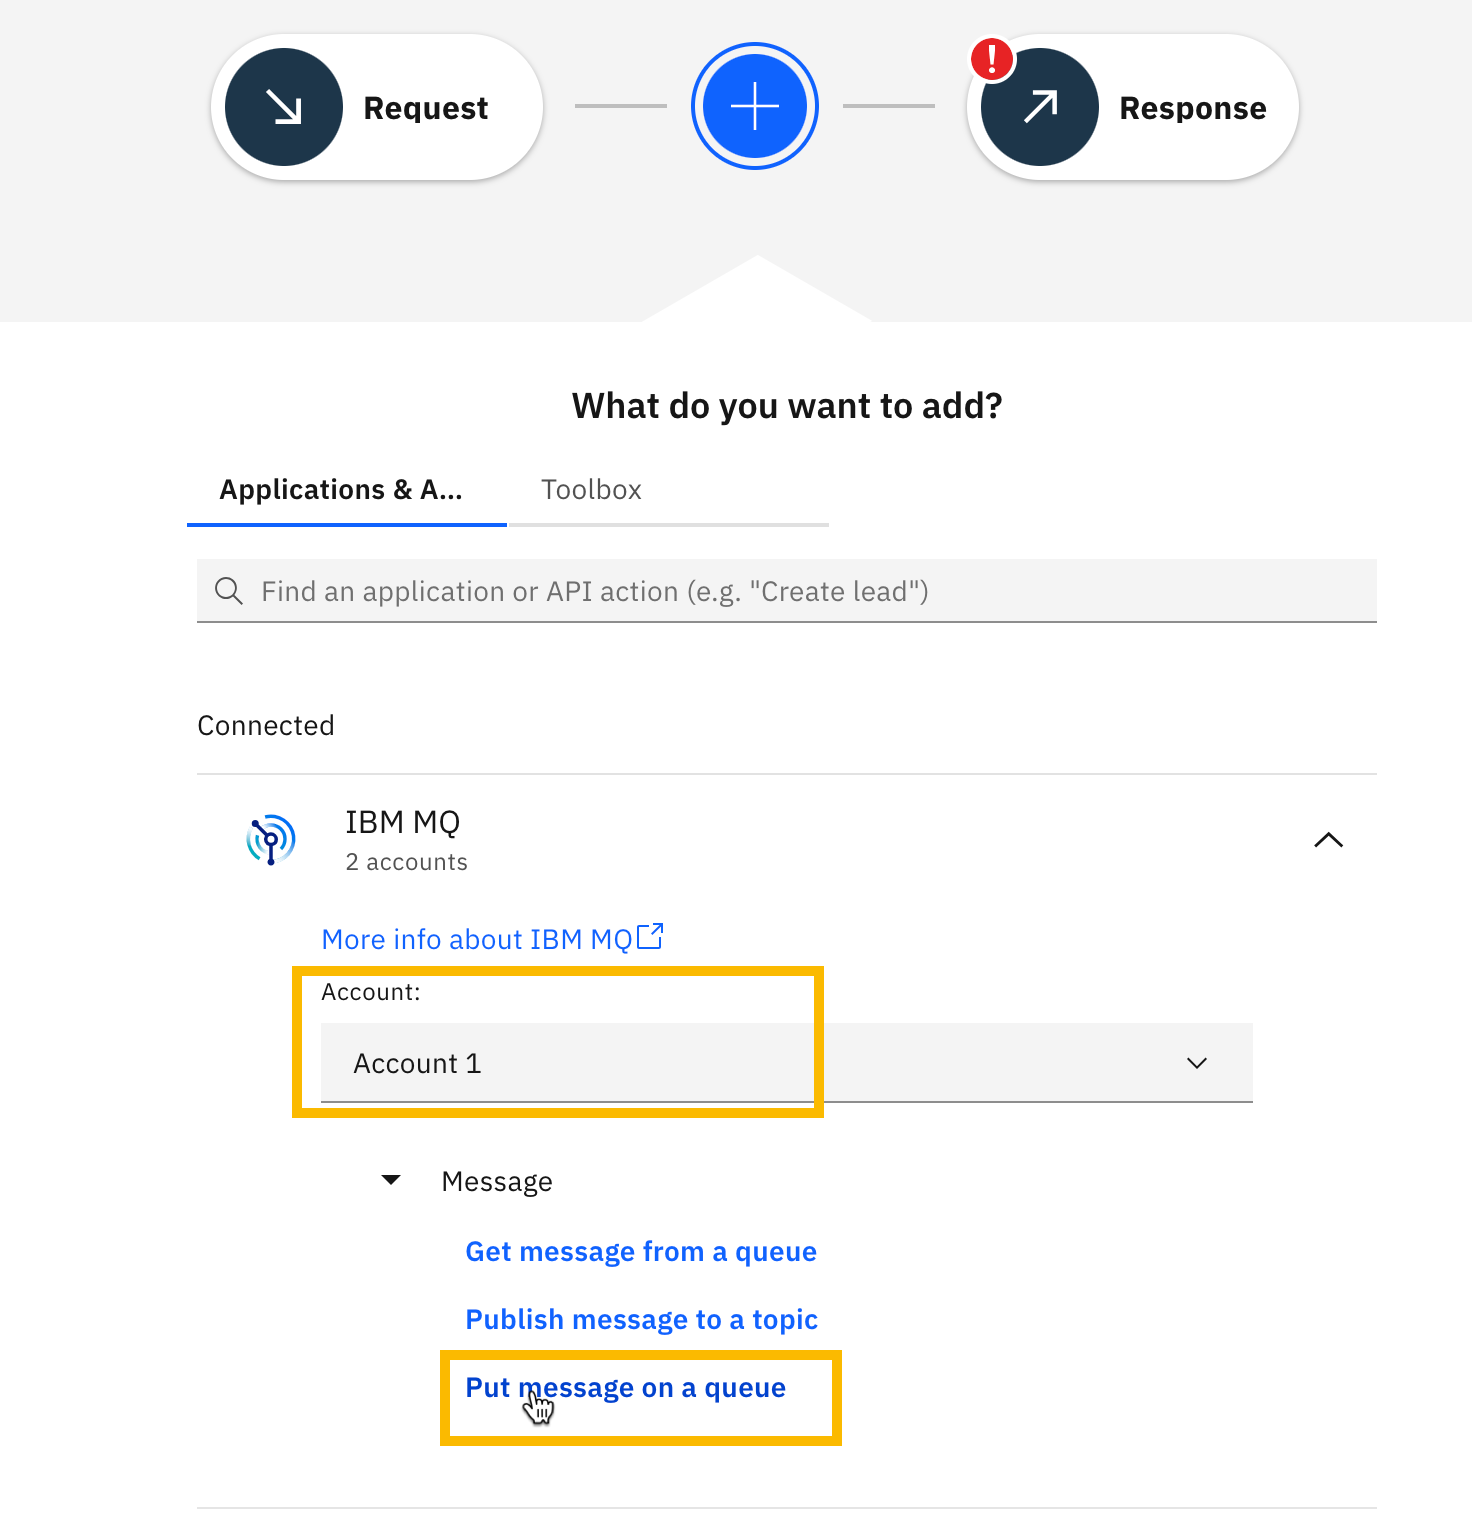 Request
Response
What do you want to add?
Applications & A...
Toolbox
Find an application or API action (e.g. "Create lead")
Connected
IBM MQ
2 accounts
More info about IBM MQ
Account:
Account 1
Message
Get message from a queue
Publish message to a topic
Put message on a queue